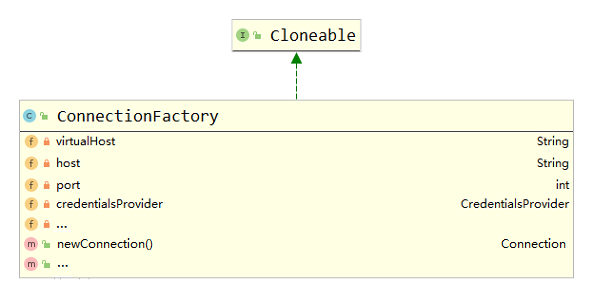 I Cloneable
C ConnectionFactory
f virtualHost String
f host String
f port int
f credentialsProvider CredentialsProvider
f ...
m newConnection() Connection
m ...